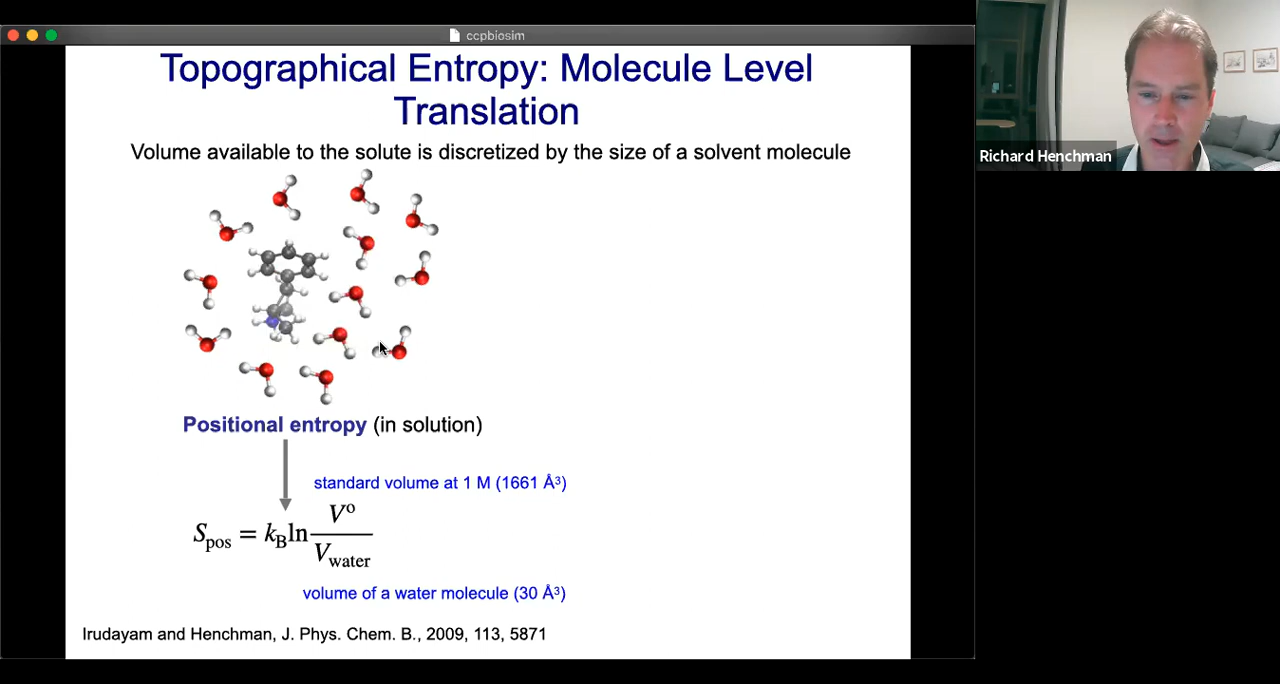 ccpbiosim
Topographical Entropy: Molecule Level
Translation
Volume available to the solute is discretized by the size of a solvent molecule
Positional entropy (in solution)
standard volume at 1 M (1661 Å³)
S_pos = k_B ln V° / V_water
volume of a water molecule (30 Å³)
Irudayam and Henchman, J. Phys. Chem. B., 2009, 113, 5871
Richard Henchman